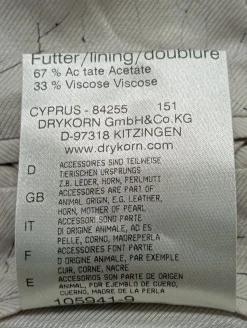 Futter/lining/doublure
67 % Ac tate Acetate
33 % Viscose Viscose
CYPRUS - 84255 151
DRYKORN GmbH&Co.KG
D-97318 KITZINGEN
www.drykorn.com
D ACCESSOIRES SIND TEILWEISE
TIERISCHEN URSPRUNGS
Z.B. LEDER, HORN, PERLMUTT
GB ACCESSORIES ARE PART OF
ANIMAL ORIGIN, E.G. LEATHER,
HORN, MOTHER OF PEARL
IT ACCESSORI SONO PARTE
DI ORIGINE ANIMALE, AD ES
PELLE, CORNO, MADREPERLA
F ACCESSOIRES FONT PARTIE
D ORIGINE ANIMALE, PAR EXEMPLE
CUIR, CORNE, NACRE
E ACCESORIOS SON PARTE DE ORIGEN
ANIMAL, POR EJEMBLO DE CUERO,
CUERNO, MADRE DE LA PERLA
105941-9